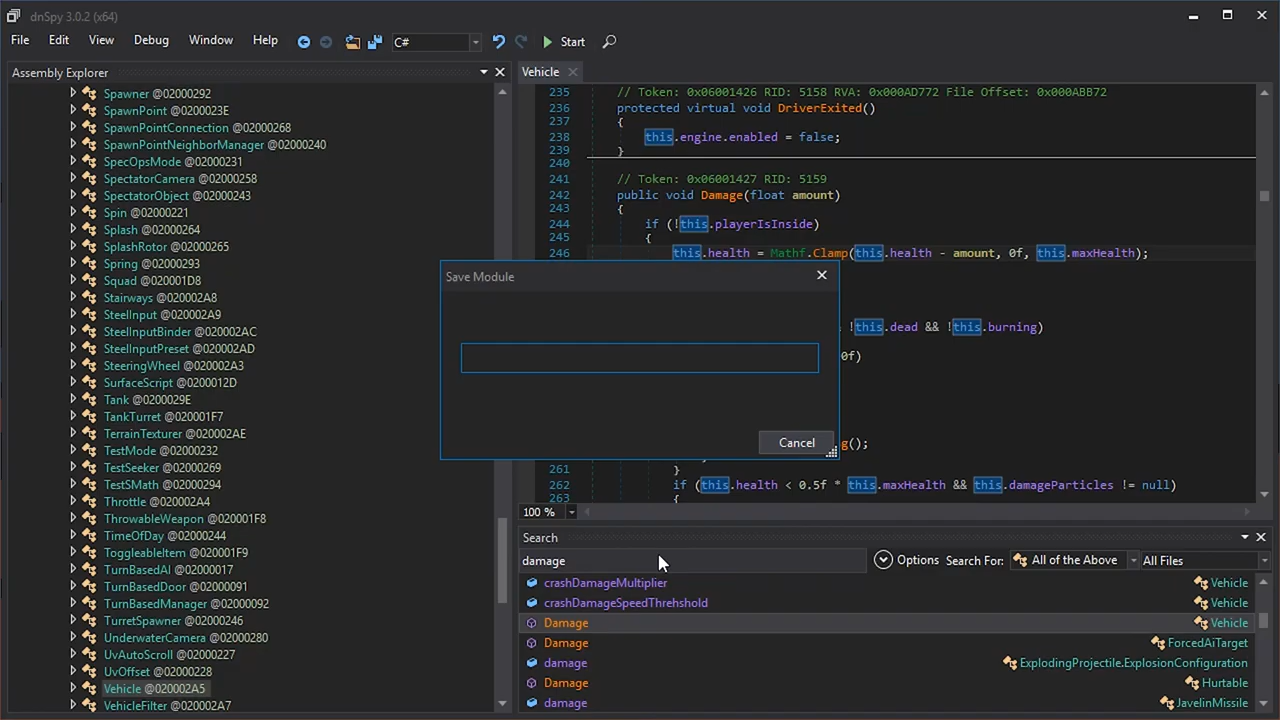 dnSpy 3.0.2 (x64)
File Edit View Debug Window Help C# Start
Assembly Explorer
Spawner @02000292
SpawnPoint @0200023E
SpawnPointConnection @02000268
SpawnPointNeighborManager @02000240
SpecOpsMode @02000231
SpectatorCamera @02000258
SpectatorObject @02000243
Spin @02000221
Splash @02000264
SplashRotor @02000265
Spring @02000293
Squad @020001D8
Stairways @020002A8
SteelInput @020002A9
SteelInputBinder @020002AC
SteelInputPreset @020002AD
SteeringWheel @020002A3
SurfaceScript @0200012D
Tank @0200029E
TankTurret @020001F7
TerrainTexturer @020002AE
TestMode @02000232
TestSeeker @02000269
TestSMath @02000294
Throttle @020002A4
ThrowableWeapon @020001F8
TimeOfDay @02000244
ToggleableItem @020001F9
TurnBasedAI @02000017
TurnBasedDoor @02000091
TurnBasedManager @02000092
TurretSpawner @02000246
UnderwaterCamera @02000280
UvAutoScroll @02000227
UvOffset @02000228
Vehicle @020002A5
VehicleFilter @020002A7
Vehicle
235 // Token: 0x06001426 RID: 5158 RVA: 0x000AD772 File Offset: 0x000ABB72
236 protected virtual void DriverExited()
237 {
238 this.engine.enabled = false;
239 }
240
241 // Token: 0x06001427 RID: 5159
242 public void Damage(float amount)
243 {
244 if (!this.playerIsInside)
245 {
246 this.health = Mathf.Clamp(this.health - amount, 0f, this.maxHealth);
!this.dead && !this.burning)
0f)
g();
261 }
262 if (this.health < 0.5f * this.maxHealth && this.damageParticles != null)
263 {
100 %
Save Module
Cancel
Search
damage Options Search For: All of the Above All Files
crashDamageMultiplier Vehicle
crashDamageSpeedThrehshold Vehicle
Damage Vehicle
Damage ForcedAiTarget
damage ExplodingProjectile.ExplosionConfiguration
Damage Hurtable
damage JavelinMissile